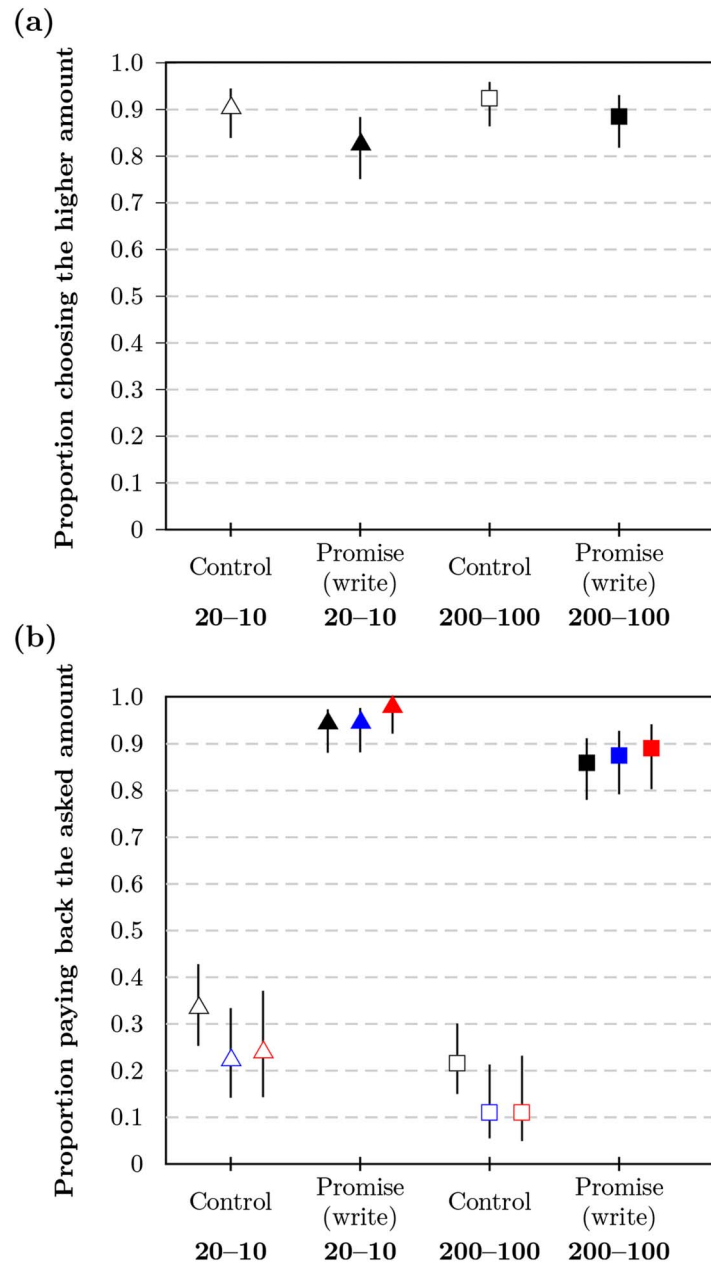 (a)
Proportion choosing the higher amount
1.0
0.9
0.8
0.7
0.6
0.5
0.4
0.3
0.2
0.1
0
Control
Promise
(write)
Control
Promise
(write)
20–10
20–10
200–100
200–100
(b)
Proportion paying back the asked amount
1.0
0.9
0.8
0.7
0.6
0.5
0.4
0.3
0.2
0.1
0
Control
Promise
(write)
Control
Promise
(write)
20–10
20–10
200–100
200–100